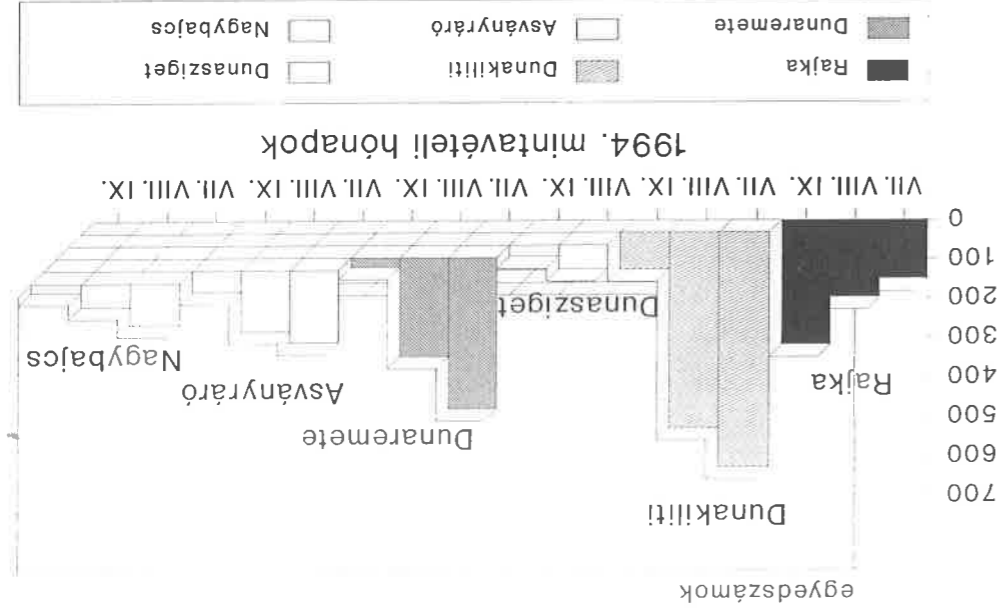 egyedszámok
700
600
500
400
300
200
100
0
Dunakiliti
Dunaremete
Rajka
Asványráró
Nagybajcs
Dunasziget
VII. VIII. IX. VII. VIII. IX. VII. VIII. IX. VII. VIII. IX. VII. VIII. IX. VII. VIII. IX.
1994. mintavételi hónapok
Rajka Dunakiliti Dunasziget
Dunaremete Asványráró Nagybajcs